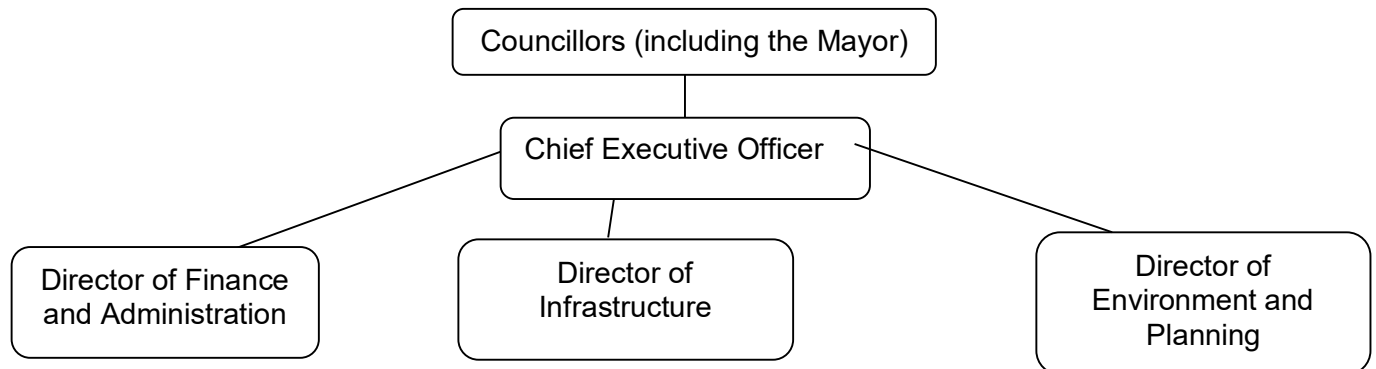 Councillors (including the Mayor)
Chief Executive Officer
Director of Finance
and Administration
Director of
Infrastructure
Director of
Environment and
Planning